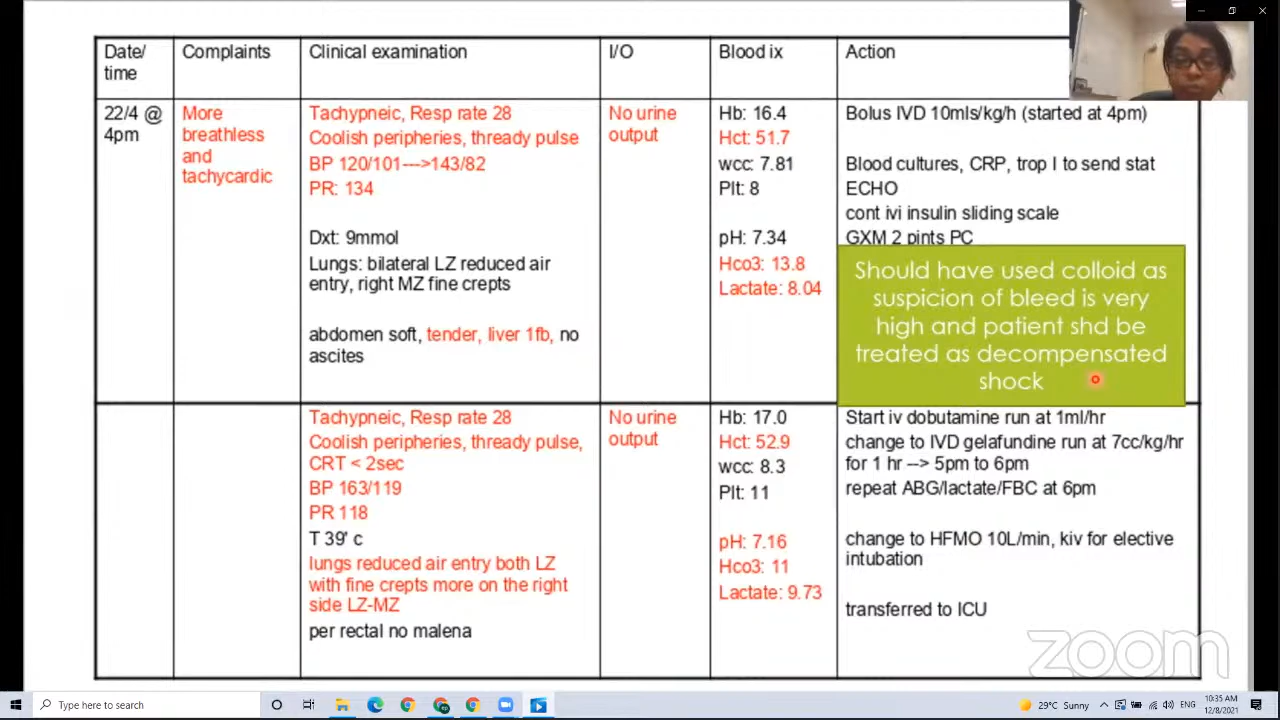 Date/
time
Complaints
Clinical examination
I/O
Blood ix
Action
22/4 @
4pm
More
breathless
and
tachycardic
Tachypneic, Resp rate 28
Coolish peripheries, thready pulse
BP 120/101--->143/82
PR: 134
Dxt: 9mmol
Lungs: bilateral LZ reduced air
entry, right MZ fine crepts
abdomen soft, tender, liver 1fb, no
ascites
No urine
output
Hb: 16.4
Hct: 51.7
wcc: 7.81
Plt: 8
pH: 7.34
Hco3: 13.8
Lactate: 8.04
Bolus IVD 10mls/kg/h (started at 4pm)
Blood cultures, CRP, trop I to send stat
ECHO
cont ivi insulin sliding scale
GXM 2 pints PC
Should have used colloid as
suspicion of bleed is very
high and patient shd be
treated as decompensated
shock
Tachypneic, Resp rate 28
Coolish peripheries, thready pulse,
CRT < 2sec
BP 163/119
PR 118
T 39' c
lungs reduced air entry both LZ
with fine crepts more on the right
side LZ-MZ
per rectal no malena
No urine
output
Hb: 17.0
Hct: 52.9
wcc: 8.3
Plt: 11
pH: 7.16
Hco3: 11
Lactate: 9.73
Start iv dobutamine run at 1ml/hr
change to IVD gelafundine run at 7cc/kg/hr
for 1 hr --> 5pm to 6pm
repeat ABG/lactate/FBC at 6pm
change to HFMO 10L/min, kiv for elective
intubation
transferred to ICU
zoom
Type here to search
29°C Sunny
ENG
10:35 AM
12/8/2021